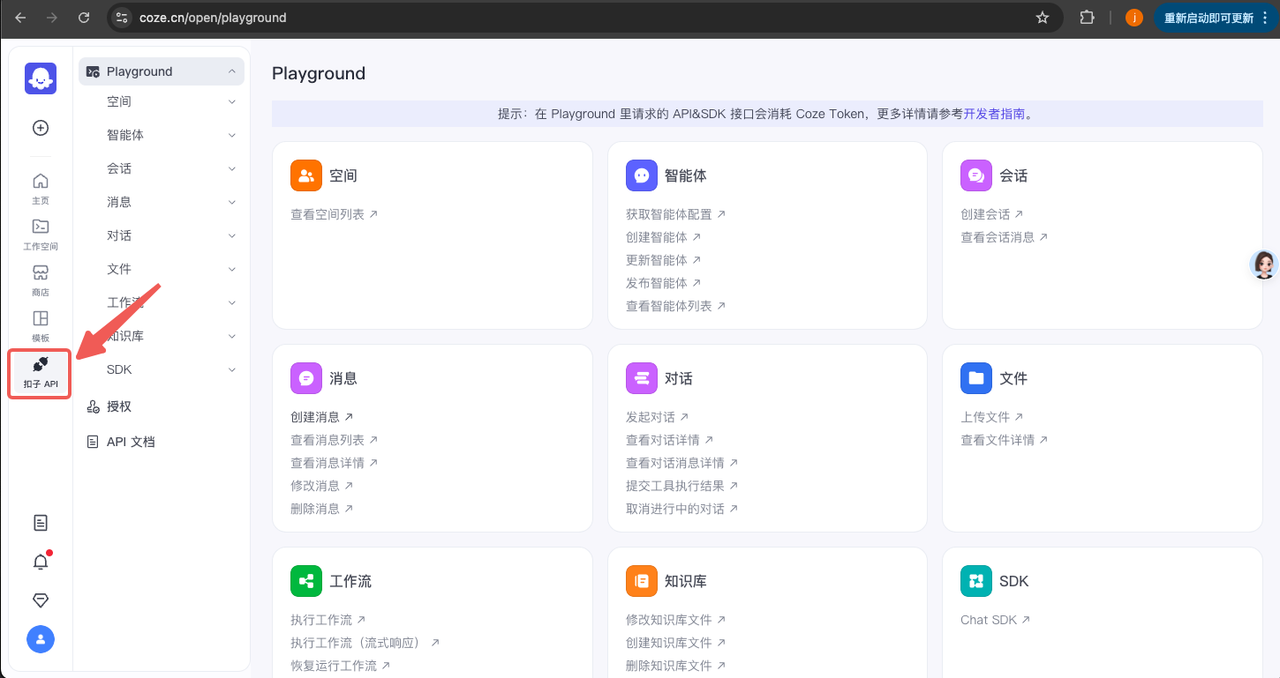 coze.cn/open/playground
j
重新启动即可更新
主页
工作空间
商店
模板
扣子 API
Playground
空间
智能体
会话
消息
对话
文件
工作流
知识库
SDK
授权
API 文档
Playground
提示：在 Playground 里请求的 API&SDK 接口会消耗 Coze Token，更多详情请参考开发者指南。
空间
查看空间列表
智能体
获取智能体配置
创建智能体
更新智能体
发布智能体
查看智能体列表
会话
创建会话
查看会话消息
消息
创建消息
查看消息列表
查看消息详情
修改消息
删除消息
对话
发起对话
查看对话详情
查看对话消息详情
提交工具执行结果
取消进行中的对话
文件
上传文件
查看文件详情
工作流
执行工作流
执行工作流（流式响应）
恢复运行工作流
知识库
修改知识库文件
创建知识库文件
删除知识库文件
SDK
Chat SDK